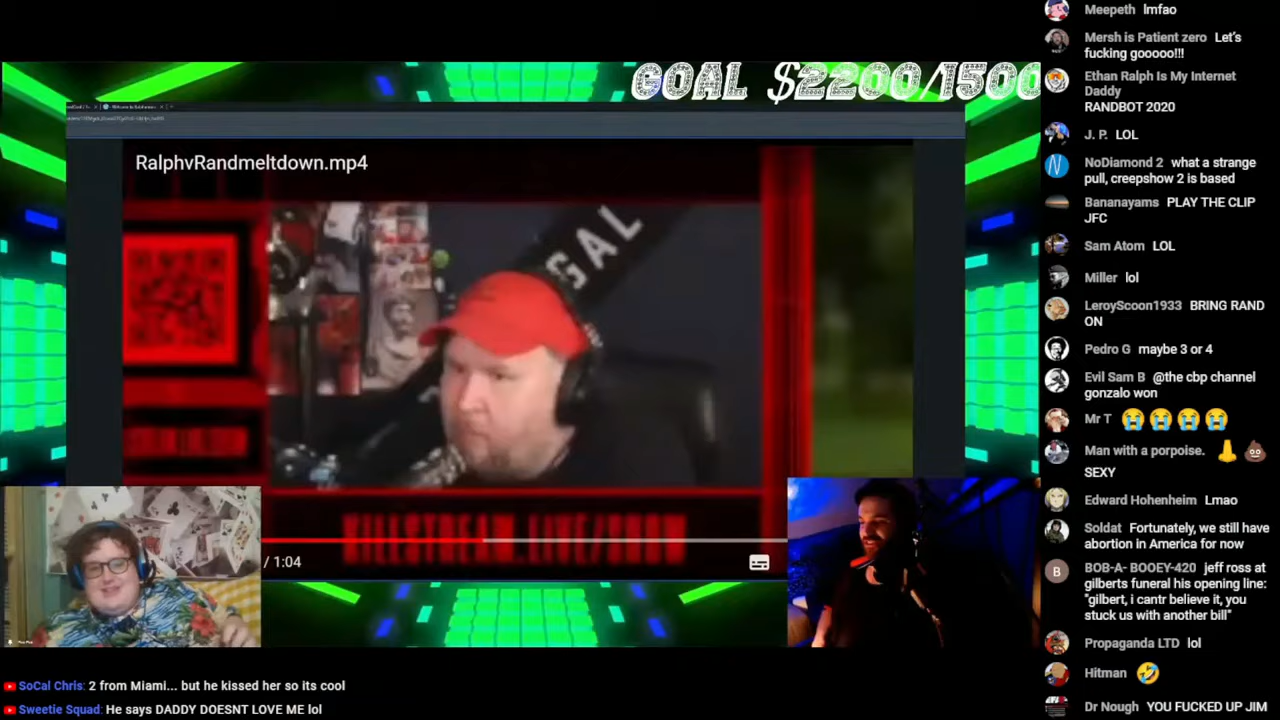 GOAL $2200/1500
RalphvRandmeltdown.mp4
GAL
/ 1:04
Meepeth lmfao
Mersh is Patient zero Let's
fucking gooooo!!!
Ethan Ralph Is My Internet
Daddy
RANDBOT 2020
J. P. LOL
NoDiamond 2 what a strange
pull, creepshow 2 is based
Bananayams PLAY THE CLIP
JFC
Sam Atom LOL
Miller lol
LeroyScoon1933 BRING RAND
ON
Pedro G maybe 3 or 4
Evil Sam B @the cbp channel
gonzalo won
Mr T 😭😭😭😭
Man with a porpoise. 👃💩
SEXY
Edward Hohenheim Lmao
Soldat Fortunately, we still have
abortion in America for now
B BOB-A- BOOEY-420 jeff ross at
gilberts funeral his opening line:
"gilbert, i cantr believe it, you
stuck us with another bill"
Propaganda LTD lol
Hitman 🤣
Dr Nough YOU FUCKED UP JIM
SoCal Chris: 2 from Miami... but he kissed her so its cool
Sweetie Squad: He says DADDY DOESNT LOVE ME lol